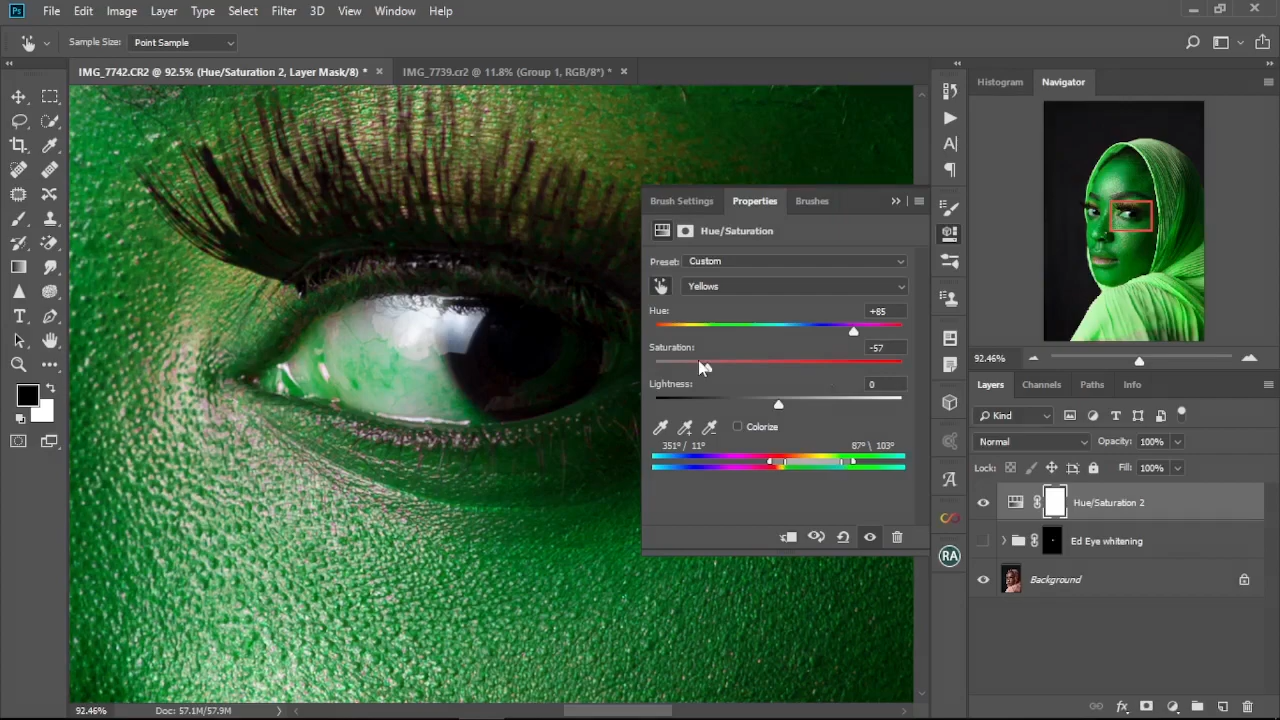 Ps File Edit Image Layer Type Select Filter 3D View Window Help
Sample Size: Point Sample
IMG_7742.CR2 @ 92.5% (Hue/Saturation 2, Layer Mask/8) * IMG_7739.cr2 @ 11.8% (Group 1, RGB/8*) *
Histogram Navigator
Brush Settings Properties Brushes
Hue/Saturation
Preset: Custom
Yellows
Hue: +85
Saturation: -57
Lightness: 0
Colorize
351°/ 11° 87°\ 103°
92.46%
Layers Channels Paths Info
Kind
Normal Opacity: 100%
Lock: Fill: 100%
Hue/Saturation 2
Ed Eye whitening
Background
RA
92.46% Doc: 57.1M/57.9M